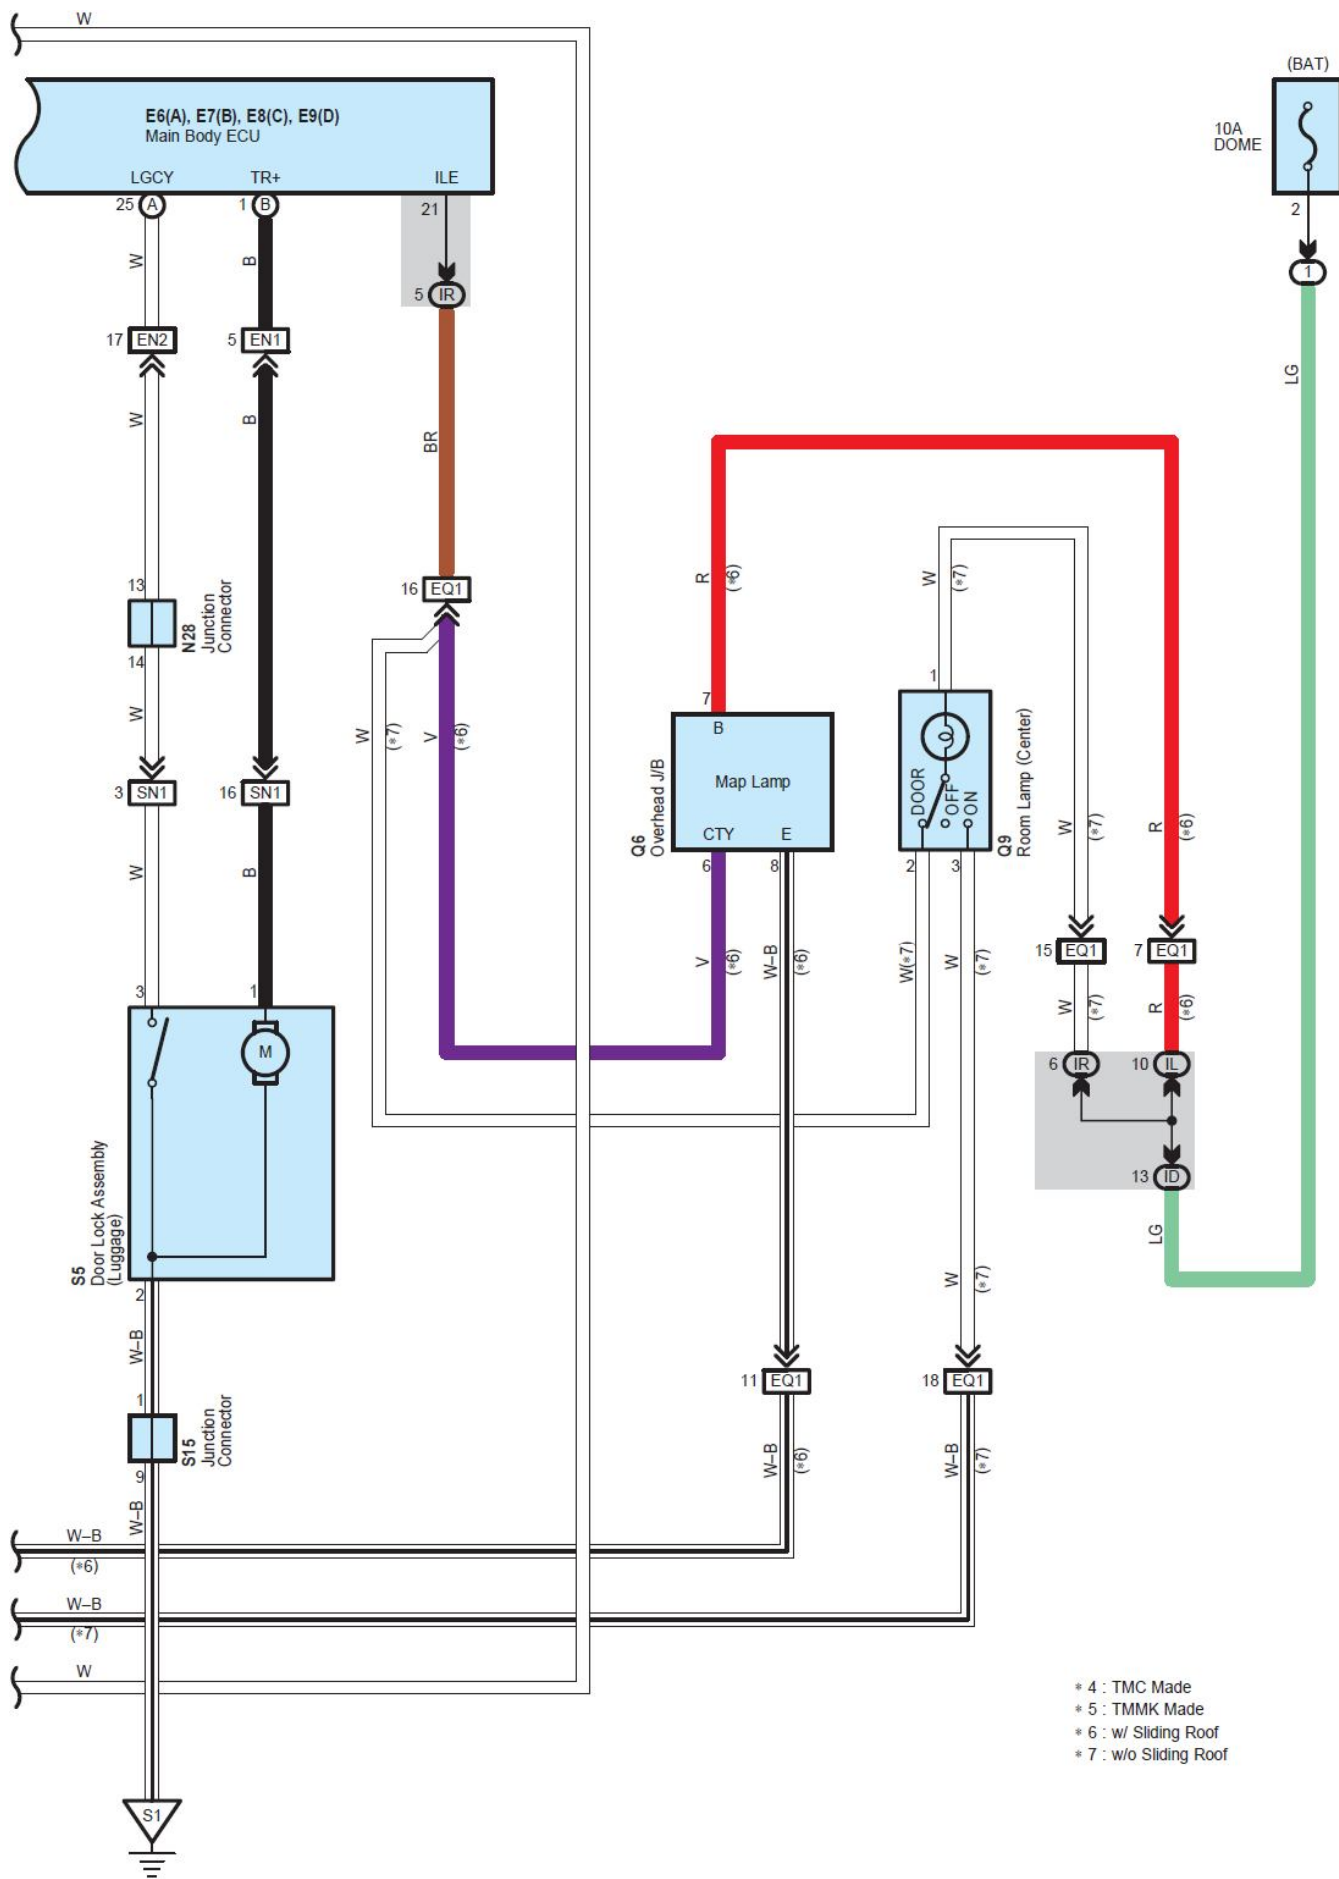 W
(BAT)
E6(A), E7(B), E8(C), E9(D)
Main Body ECU
10A
DOME
LGCY
TR+
ILE
25
A
1
B
21
2
W
B
5
IR
1
17
EN2
5
EN1
LG
W
B
BR
13
16
EQ1
R
(*6)
W
(*7)
N28
Junction
Connector
14
1
7
W
W
(*7)
V
(*6)
B
Map Lamp
CTY
E
Q6
Overhead J/B
DOOR
OFF
ON
Q9
Room Lamp (Center)
3
SN1
16
SN1
W
(*7)
R
(*6)
6
8
2
3
W
B
V
(*6)
W–B
(*6)
W(*7)
W
(*7)
15
EQ1
7
EQ1
3
1
W
(*7)
R
(*6)
M
6
IR
10
IL
S5
Door Lock Assembly
(Luggage)
13
ID
LG
2
W
(*7)
W–B
11
EQ1
18
EQ1
1
S15
Junction
Connector
W–B
(*6)
W–B
(*7)
9
W–B
W–B
(*6)
W–B
(*7)
W
* 4 : TMC Made
* 5 : TMMK Made
* 6 : w/ Sliding Roof
* 7 : w/o Sliding Roof
S1